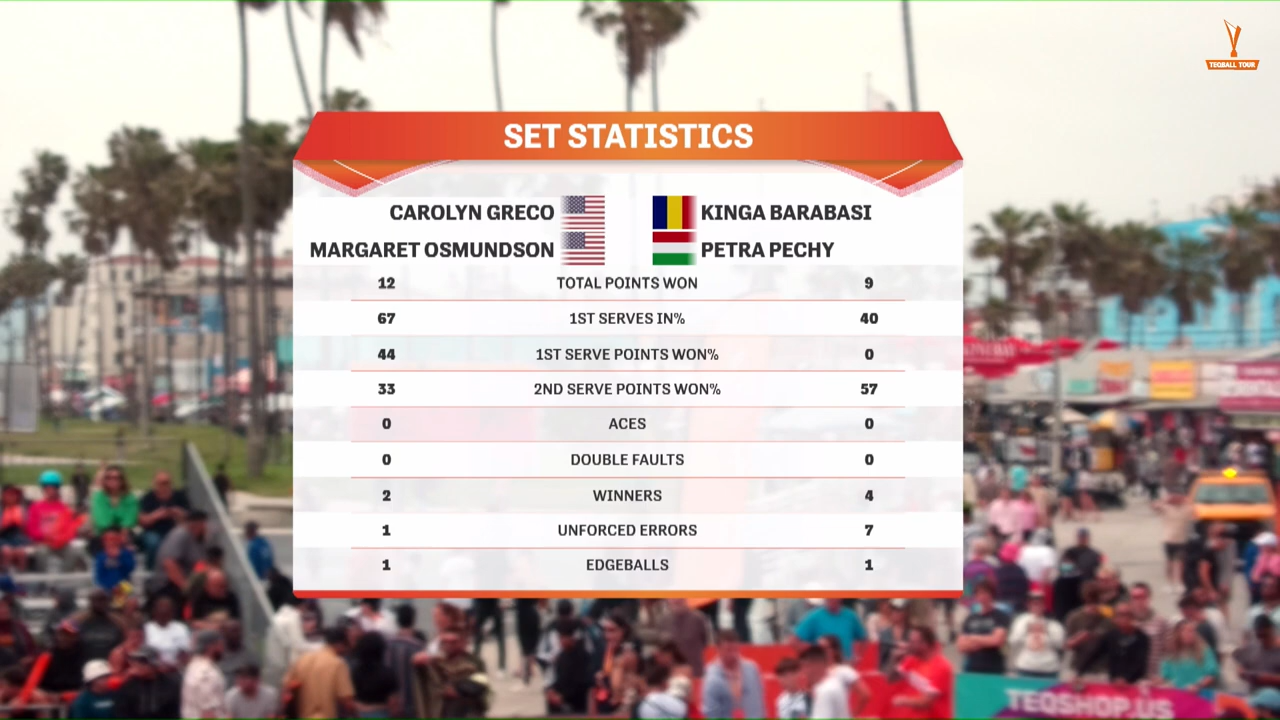 TEQBALL TOUR
SET STATISTICS
CAROLYN GRECO KINGA BARABASI
MARGARET OSMUNDSON PETRA PECHY
12 TOTAL POINTS WON 9
67 1ST SERVES IN% 40
44 1ST SERVE POINTS WON% 0
33 2ND SERVE POINTS WON% 57
0 ACES 0
0 DOUBLE FAULTS 0
2 WINNERS 4
1 UNFORCED ERRORS 7
1 EDGEBALLS 1
TEQSHOP.US